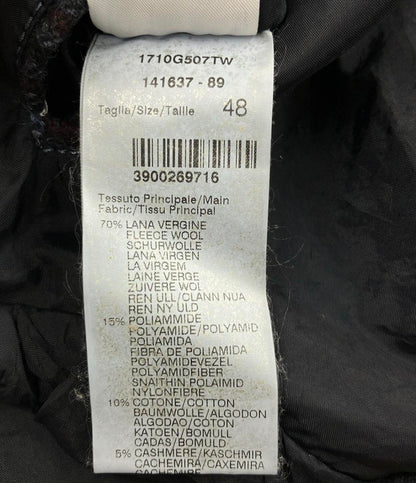 1710G507TW
141637 - 89
Taglia/Size/Taille 48
3900269716
Tessuto Principale/Main
Fabric/Tissu Principal
70% LANA VERGINE
FLEECE WOOL
SCHURWOLLE
LANA VIRGEN
LA VIRGEM
LAINE VERGE
ZUIVERE WOL
REN ULL/CLANN NUA
REN NY ULD
15% POLIAMMIDE
POLYAMIDE/POLYAMID
POLIAMIDA
FIBRA DE POLIAMIDA
POLYAMIDEVEZEL
POLYAMIDFIBER
SNAITHIN POLAIMID
NYLONFIBRE
10% COTONE/COTTON
BAUMWOLLE/ALGODON
ALGODAO/COTON
KATOEN/BOMULL
CADAS/BOMULD
5% CASHMERE/KASCHMIR
CACHEMIRA/CAXEMIRA